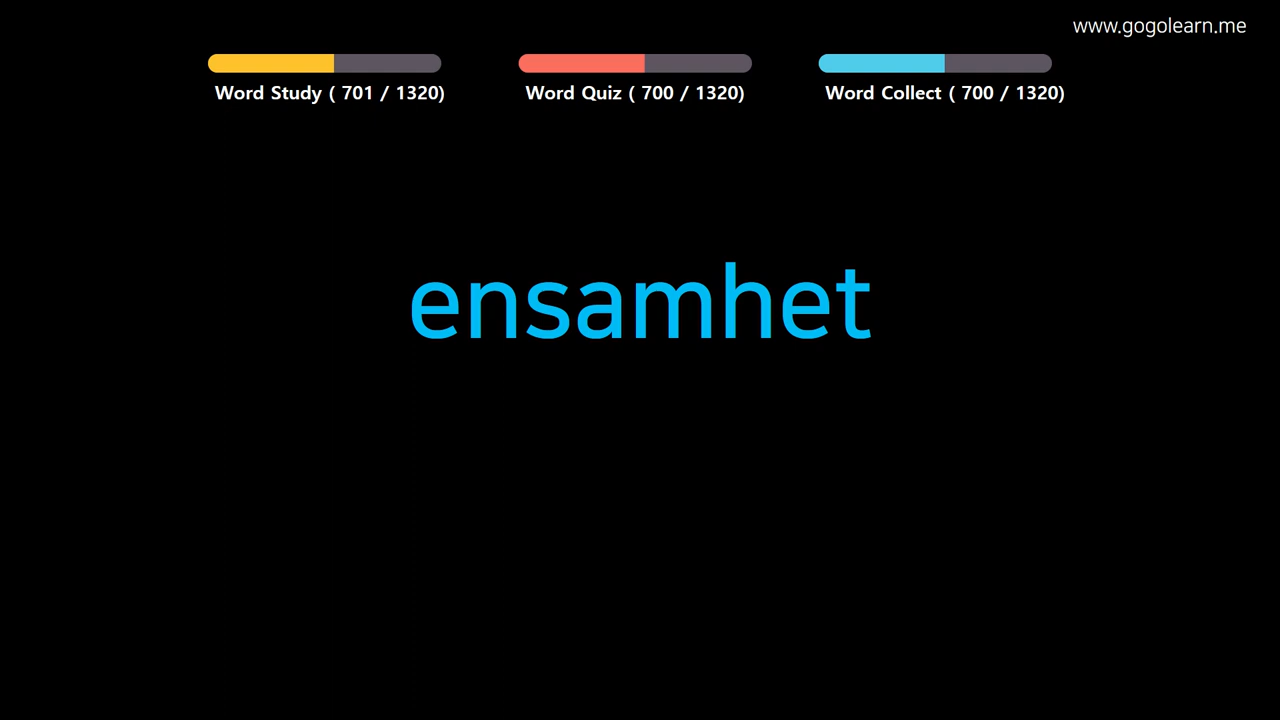 www.gogolearn.me
Word Study ( 701 / 1320)
Word Quiz ( 700 / 1320)
Word Collect ( 700 / 1320)
ensamhet